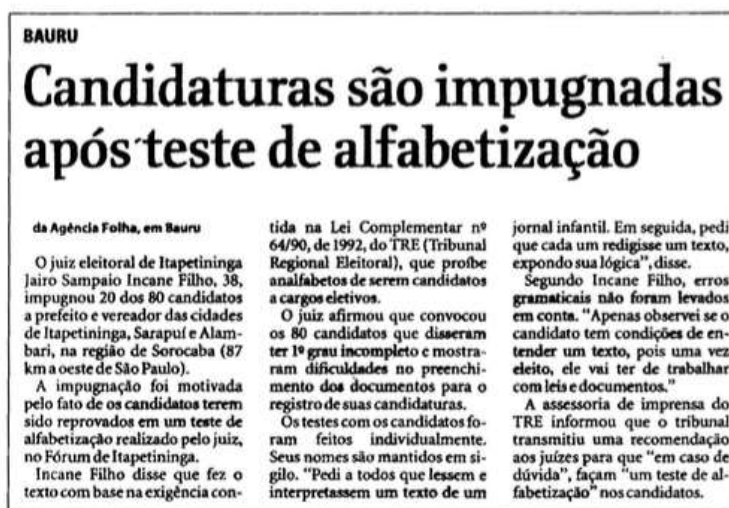 BAURU
Candidaturas são impugnadas
após teste de alfabetização
da Agência Folha, em Bauru
O juiz eleitoral de Itapetininga
Jairo Sampaio Incane Filho, 38,
impugnou 20 dos 80 candidatos
a prefeito e vereador das cidades
de Itapetininga, Sarapuí e Alam-
bari, na região de Sorocaba (87
km a oeste de São Paulo).
A impugnação foi motivada
pelo fato de os candidatos terem
sido reprovados em um teste de
alfabetização realizado pelo juiz,
no Fórum de Itapetininga.
Incane Filho disse que fez o
texto com base na exigência con-
tida na Lei Complementar nº
64/90, de 1992, do TRE (Tribunal
Regional Eleitoral), que proíbe
analfabetos de serem candidatos
a cargos eletivos.
O juiz afirmou que convocou
os 80 candidatos que disseram
ter 1º grau incompleto e mostra-
ram dificuldades no preenchi-
mento dos documentos para o
registro de suas candidaturas.
Os testes com os candidatos fo-
ram feitos individualmente.
Seus nomes são mantidos em si-
gilo. “Pedi a todos que lessem e
interpretassem um texto de um
jornal infantil. Em seguida, pedi
que cada um redigisse um texto,
expondo sua lógica”, disse.
Segundo Incane Filho, erros
gramaticais não foram levados
em conta. “Apenas observei se o
candidato tem condições de en-
tender um texto, pois uma vez
eleito, ele vai ter de trabalhar
com leis e documentos.”
A assessoria de imprensa do
TRE informou que o tribunal
transmitiu uma recomendação
aos juízes para que “em caso de
dúvida”, façam “um teste de al-
fabetização” nos candidatos.